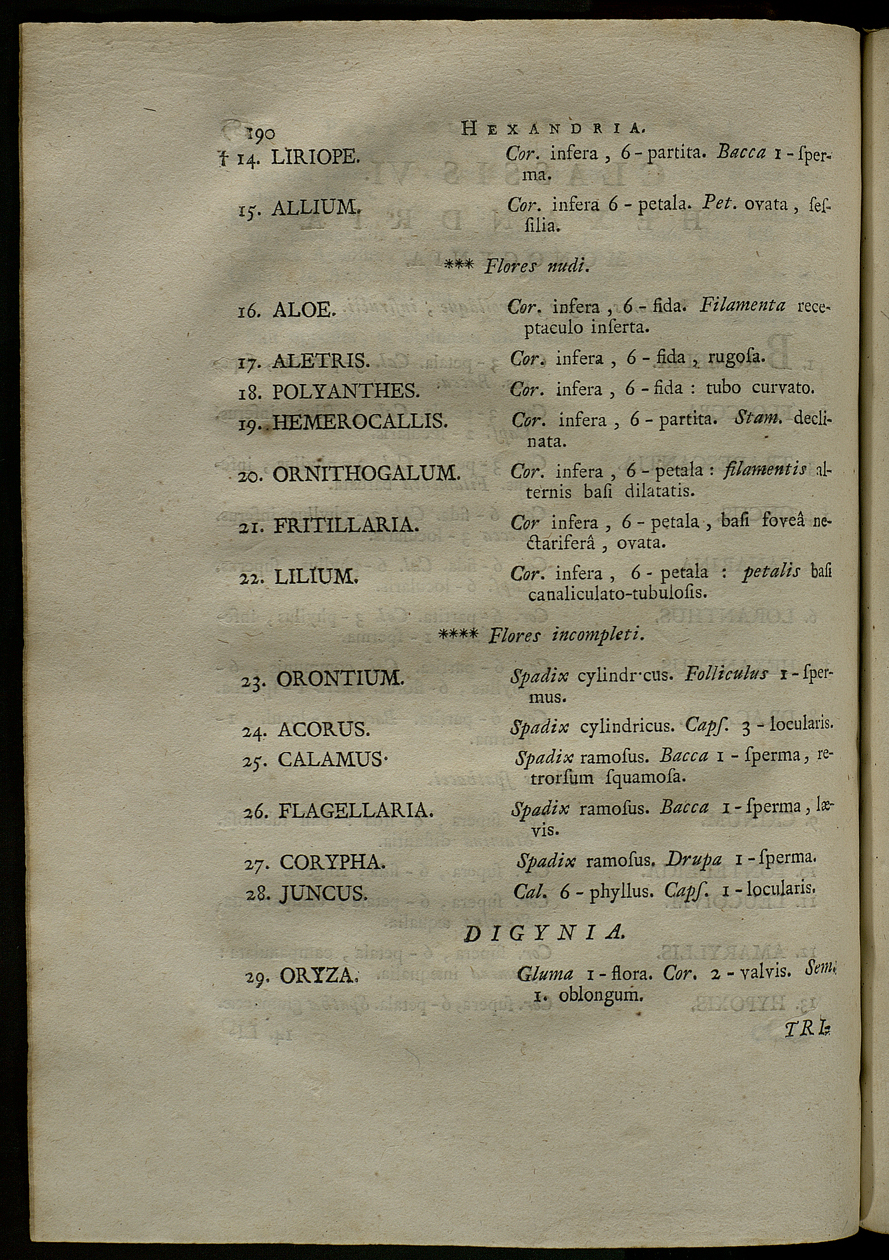 190 HEXANDRIA.
† 14. LIRIOPE. Cor. infera, 6-partita. Bacca 1-ſper-
ma.
15. ALLIUM. Cor. infera 6-petala. Pet. ovata, ſeſ-
ſilia.
*** Flores nudi.
16. ALOE. Cor. infera, 6-fida. Filamenta rece-
ptaculo inſerta.
17. ALETRIS. Cor. infera, 6-fida, rugoſa.
18. POLYANTHES. Cor. infera, 6-fida: tubo curvato.
19. HEMEROCALLIS. Cor. infera, 6-partita. Stam. decli-
nata.
20. ORNITHOGALUM. Cor. infera, 6-petala: filamentis al-
ternis baſi dilatatis.
21. FRITILLARIA. Cor infera, 6-petala, baſi foveâ ne-
ctariferâ, ovata.
22. LILIUM. Cor. infera, 6-petala: petalis baſi
canaliculato-tubuloſis.
**** Flores incompleti.
23. ORONTIUM. Spadix cylindr·cus. Folliculus 1-ſper-
mus.
24. ACORUS. Spadix cylindricus. Capſ. 3-locularis.
25. CALAMUS· Spadix ramoſus. Bacca 1-ſperma, re-
trorſum ſquamoſa.
26. FLAGELLARIA. Spadix ramoſus. Bacca 1-ſperma, læ-
vis.
27. CORYPHA. Spadix ramoſus. Drupa 1-ſperma.
28. JUNCUS. Cal. 6-phyllus. Capſ. 1-locularis.
DIGYNIA.
29. ORYZA. Gluma 1-flora. Cor. 2-valvis. Sem.
1. oblongum.
TRI-